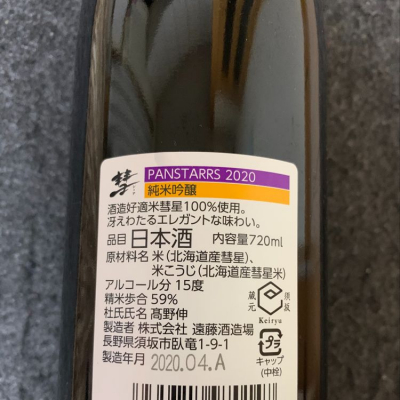 彗
PANSTARRS 2020
純米吟醸
酒造好適米彗星100%使用。
冴えわたるエレガントな味わい。
品目 日本酒 内容量720ml
原材料名 米(北海道産彗星)、
米こうじ(北海道産彗星米)
アルコール分 15度
精米歩合 59%
杜氏氏名 髙野伸
製造者 株式会社 遠藤酒造場
長野県須坂市臥竜1-9-1
製造年月 2020.04.A
蔵元 須坂
Keiryu
プラ
キャップ
(中栓)